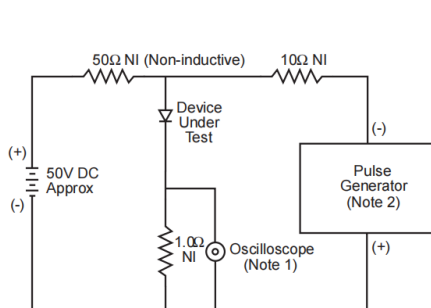 50Ω NI (Non-inductive)
10Ω NI
Device
Under
Test
(+)
50V DC
Approx
(-)
(-)
Pulse
Generator
(Note 2)
(+)
1.0Ω
NI
Oscilloscope
(Note 1)